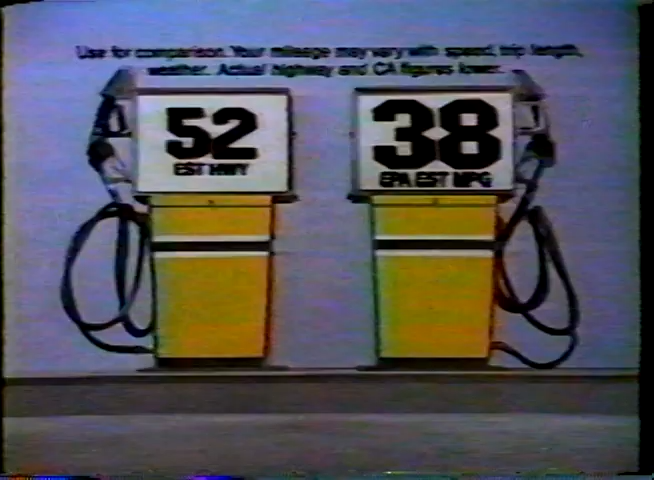 Use for comparison. Your mileage may vary with speed, trip length,
weather. Actual highway and CA figures lower.
52
EST HWY
38
EPA EST MPG